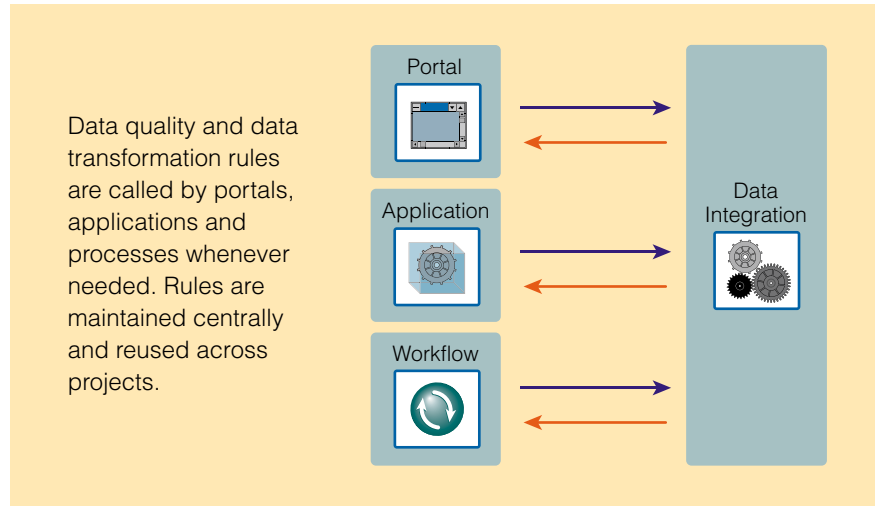 Data quality and data
transformation rules
are called by portals,
applications and
processes whenever
needed. Rules are
maintained centrally
and reused across
projects.
Portal
Application
Workflow
Data
Integration